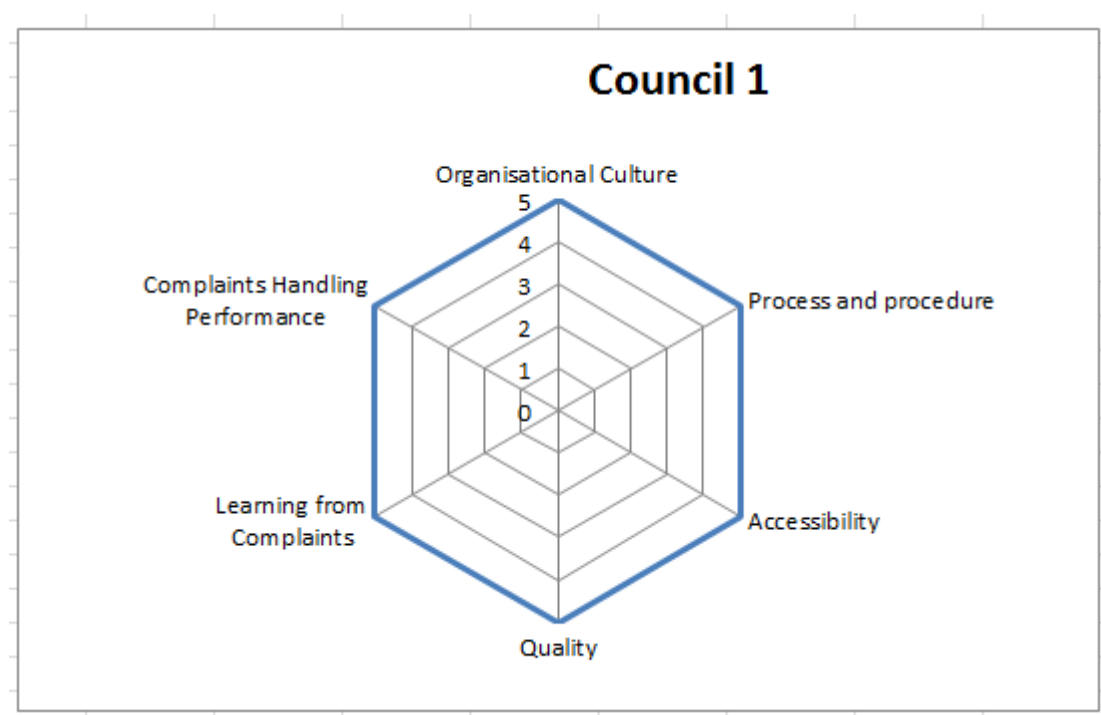 Council 1
Organisational Culture
5
4
3
2
1
0
Complaints Handling
Performance
Process and procedure
Learning from
Complaints
Accessibility
Quality